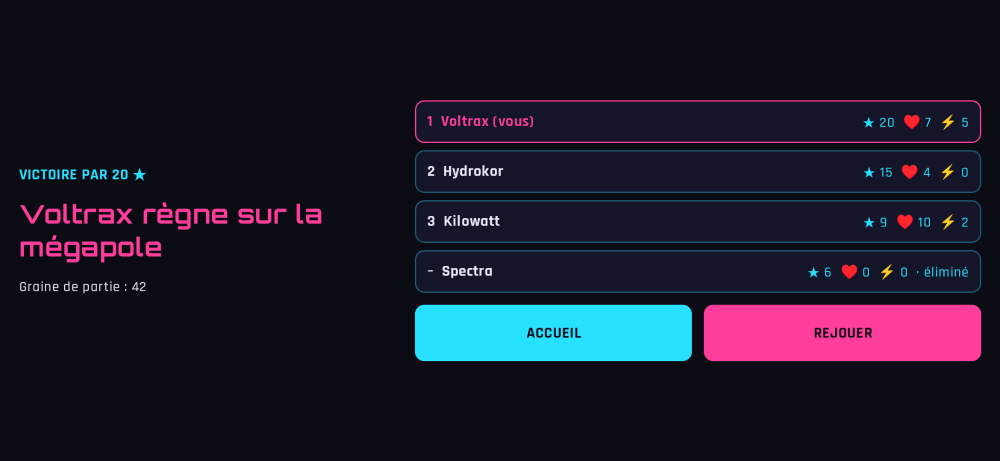 VICTOIRE PAR 20 ★
Voltrax règne sur la
mégapole
Graine de partie : 42
1 Voltrax (vous) ★ 20 ❤️ 7 ⚡ 5
2 Hydrokor ★ 15 ❤️ 4 ⚡ 0
3 Kilowatt ★ 9 ❤️ 10 ⚡ 2
– Spectra ★ 6 ❤️ 0 ⚡ 0 · éliminé
ACCUEIL
REJOUER